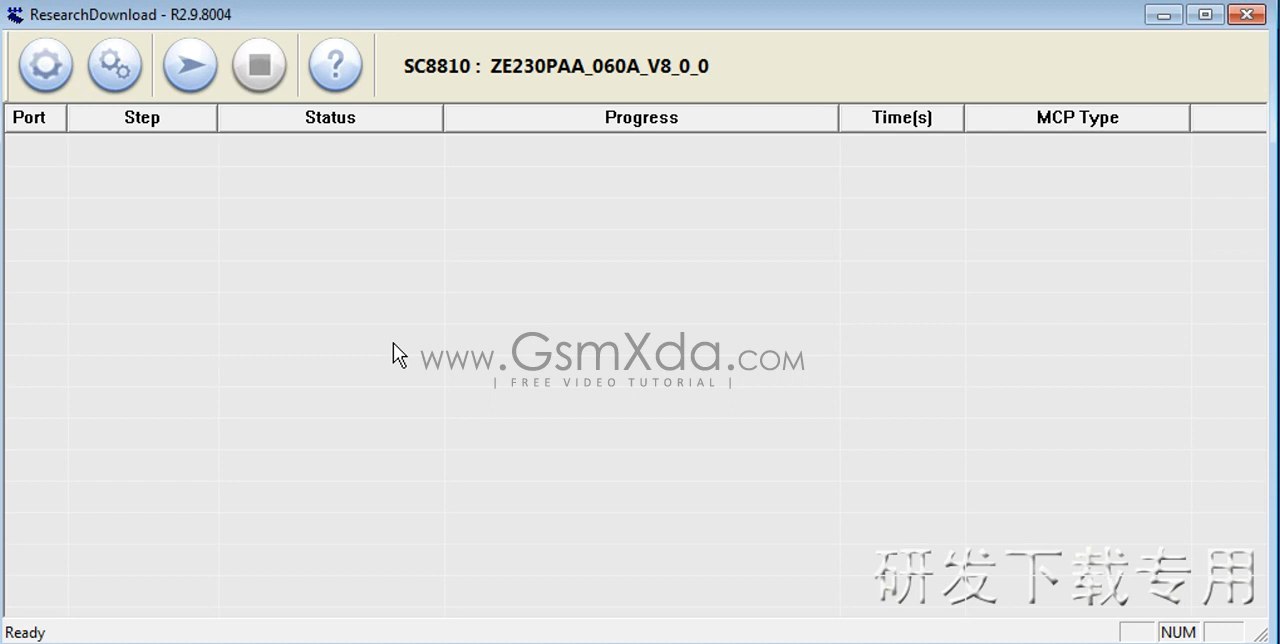 ResearchDownload - R2.9.8004
SC8810 : ZE230PAA_060A_V8_0_0
Port Step Status Progress Time(s) MCP Type
www.GsmXda.com
| FREE VIDEO TUTORIAL |
研发下载专用
Ready NUM